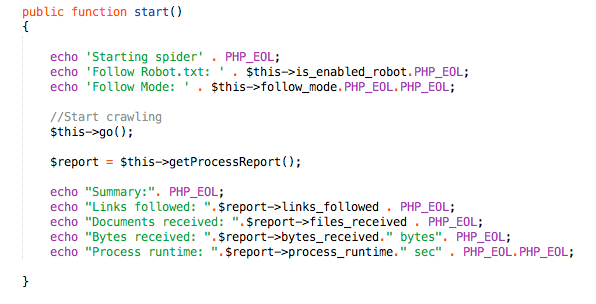 public function start()
{
echo 'Starting spider' . PHP_EOL;
echo 'Follow Robot.txt: ' . $this->is_enabled_robot.PHP_EOL;
echo 'Follow Mode: ' . $this->follow_mode.PHP_EOL.PHP_EOL;
//Start crawling
$this->go();
$report = $this->getProcessReport();
echo "Summary:". PHP_EOL;
echo "Links followed: ".$report->links_followed . PHP_EOL;
echo "Documents received: ".$report->files_received . PHP_EOL;
echo "Bytes received: ".$report->bytes_received." bytes". PHP_EOL;
echo "Process runtime: ".$report->process_runtime." sec" . PHP_EOL.PHP_EOL;
}